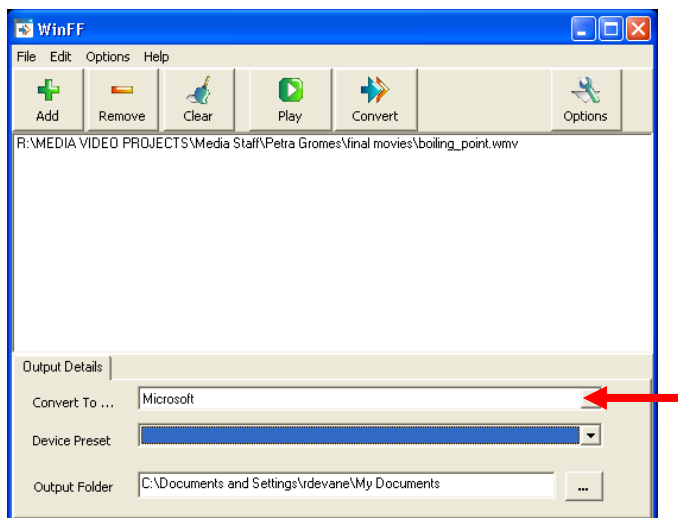 WinFF
File Edit Options Help
Add Remove Clear Play Convert Options
R:\MEDIA VIDEO PROJECTS\Media Staff\Petra Gromes\final movies\boiling_point.wmv
Output Details
Convert To ... Microsoft
Device Preset
Output Folder C:\Documents and Settings\rdevane\My Documents ...